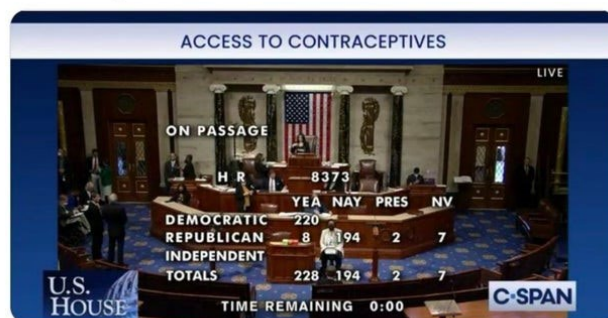 ACCESS TO CONTRACEPTIVES
LIVE
ON PASSAGE
H R 8373
YEA NAY PRES NV
DEMOCRATIC 220
REPUBLICAN 8 194 2 7
INDEPENDENT
TOTALS 228 194 2 7
U.S.
HOUSE
TIME REMAINING 0:00
C·SPAN